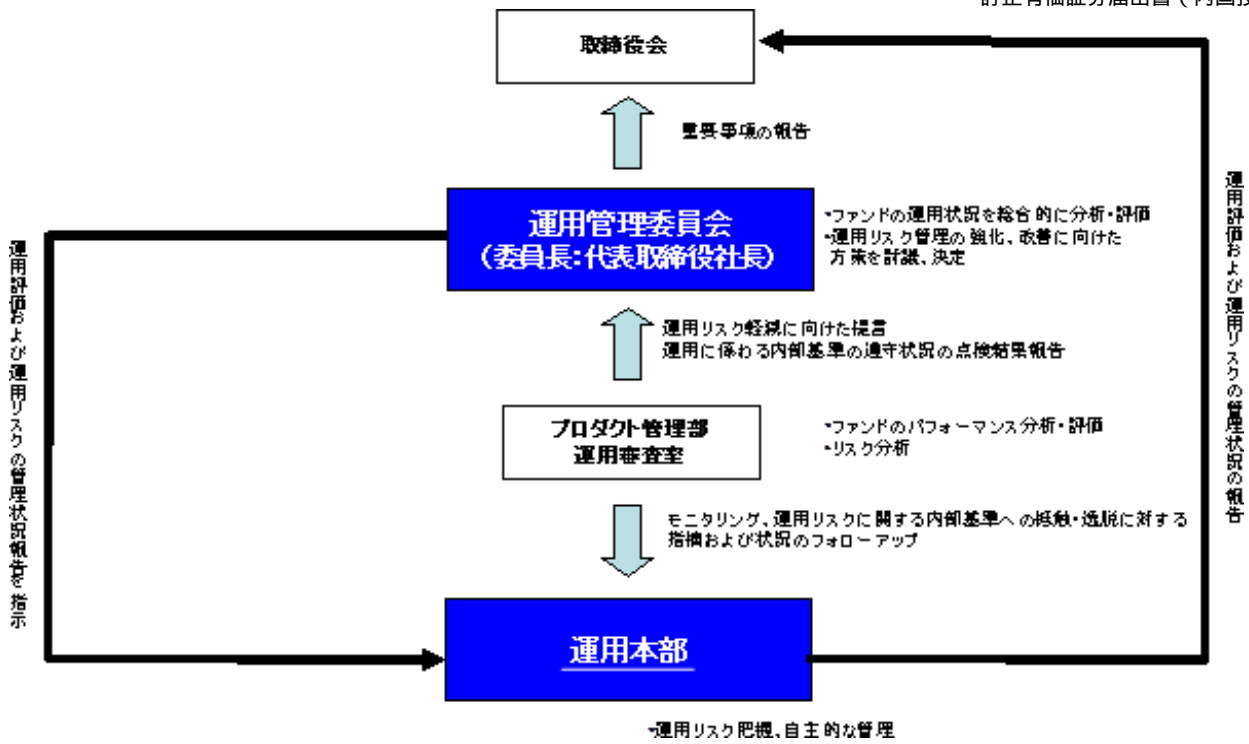 訂正有価証券届出書（内国投
取締役会
重要事項の報告
運用管理委員会
（委員長：代表取締役社長）
・ファンドの運用状況を総合的に分析・評価
・運用リスク管理の強化、改善に向けた
方策を討議、決定
運用リスク軽減に向けた提言
運用に係わる内部基準の遵守状況の点検結果報告
プロダクト管理部
運用審査室
・ファンドのパフォーマンス分析・評価
・リスク分析
モニタリング、運用リスクに関する内部基準への抵触・逸脱に対する
指摘および状況のフォローアップ
運用本部
・運用リスク把握、自主的な管理
運用評価および運用リスクの管理状況報告を指示
運用評価および運用リスクの管理状況の報告